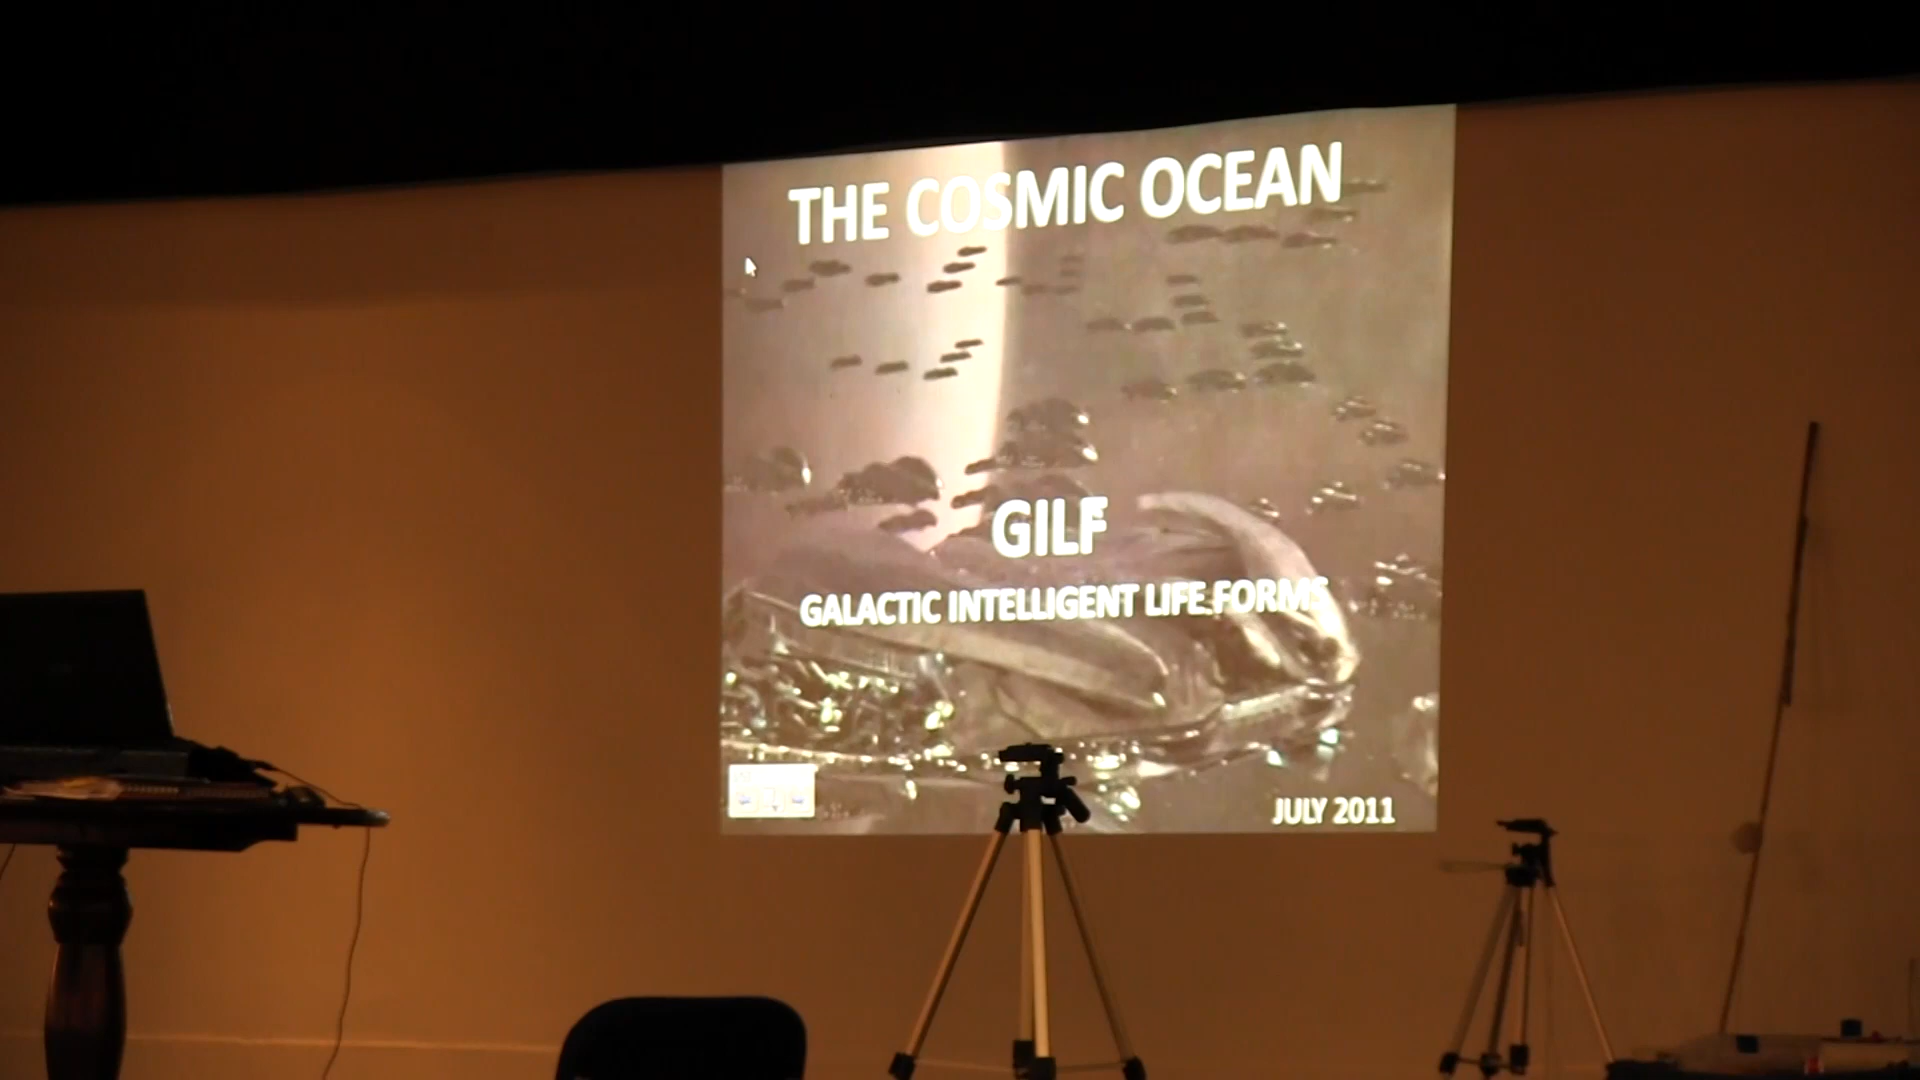 THE COSMIC OCEAN
GILF
GALACTIC INTELLIGENT LIFE FORMS
JULY 2011